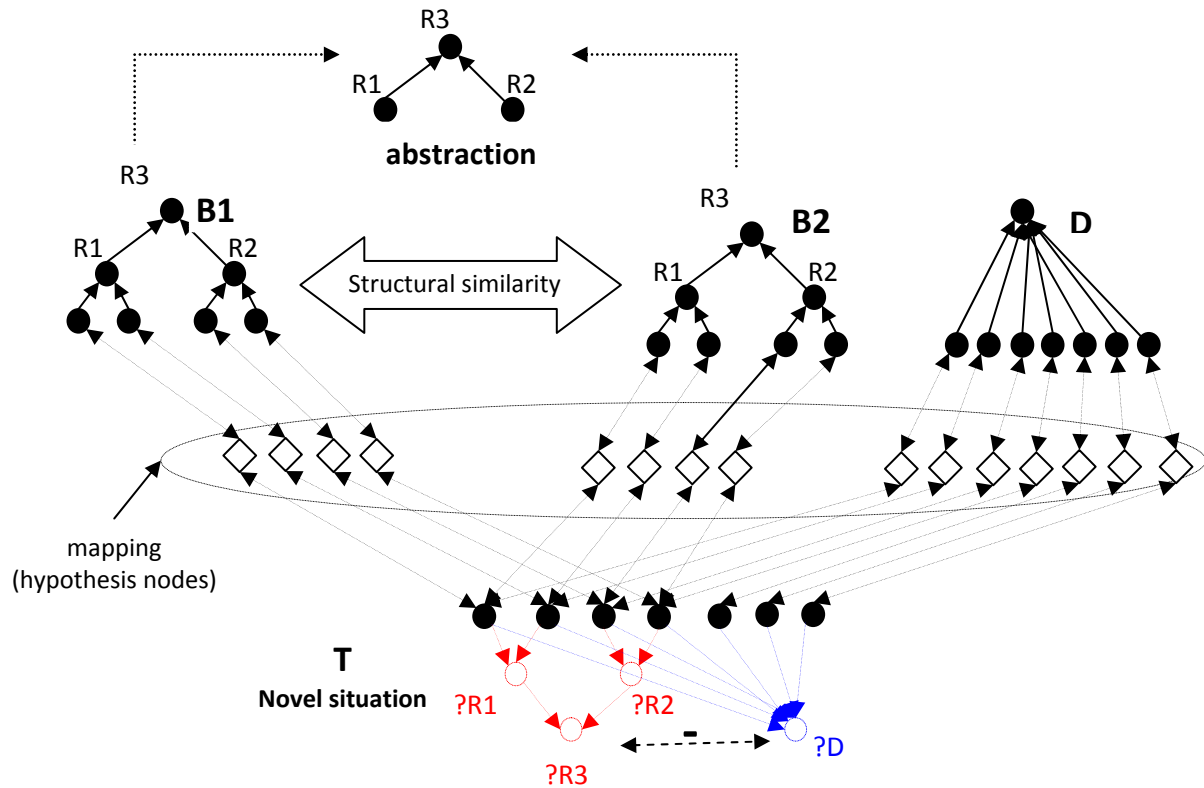 R3
R1
R2
abstraction
R3
B1
R1
R2
Structural similarity
R3
B2
R1
R2
D
mapping
(hypothesis nodes)
T
Novel situation
?R1
?R2
?R3
-
?D